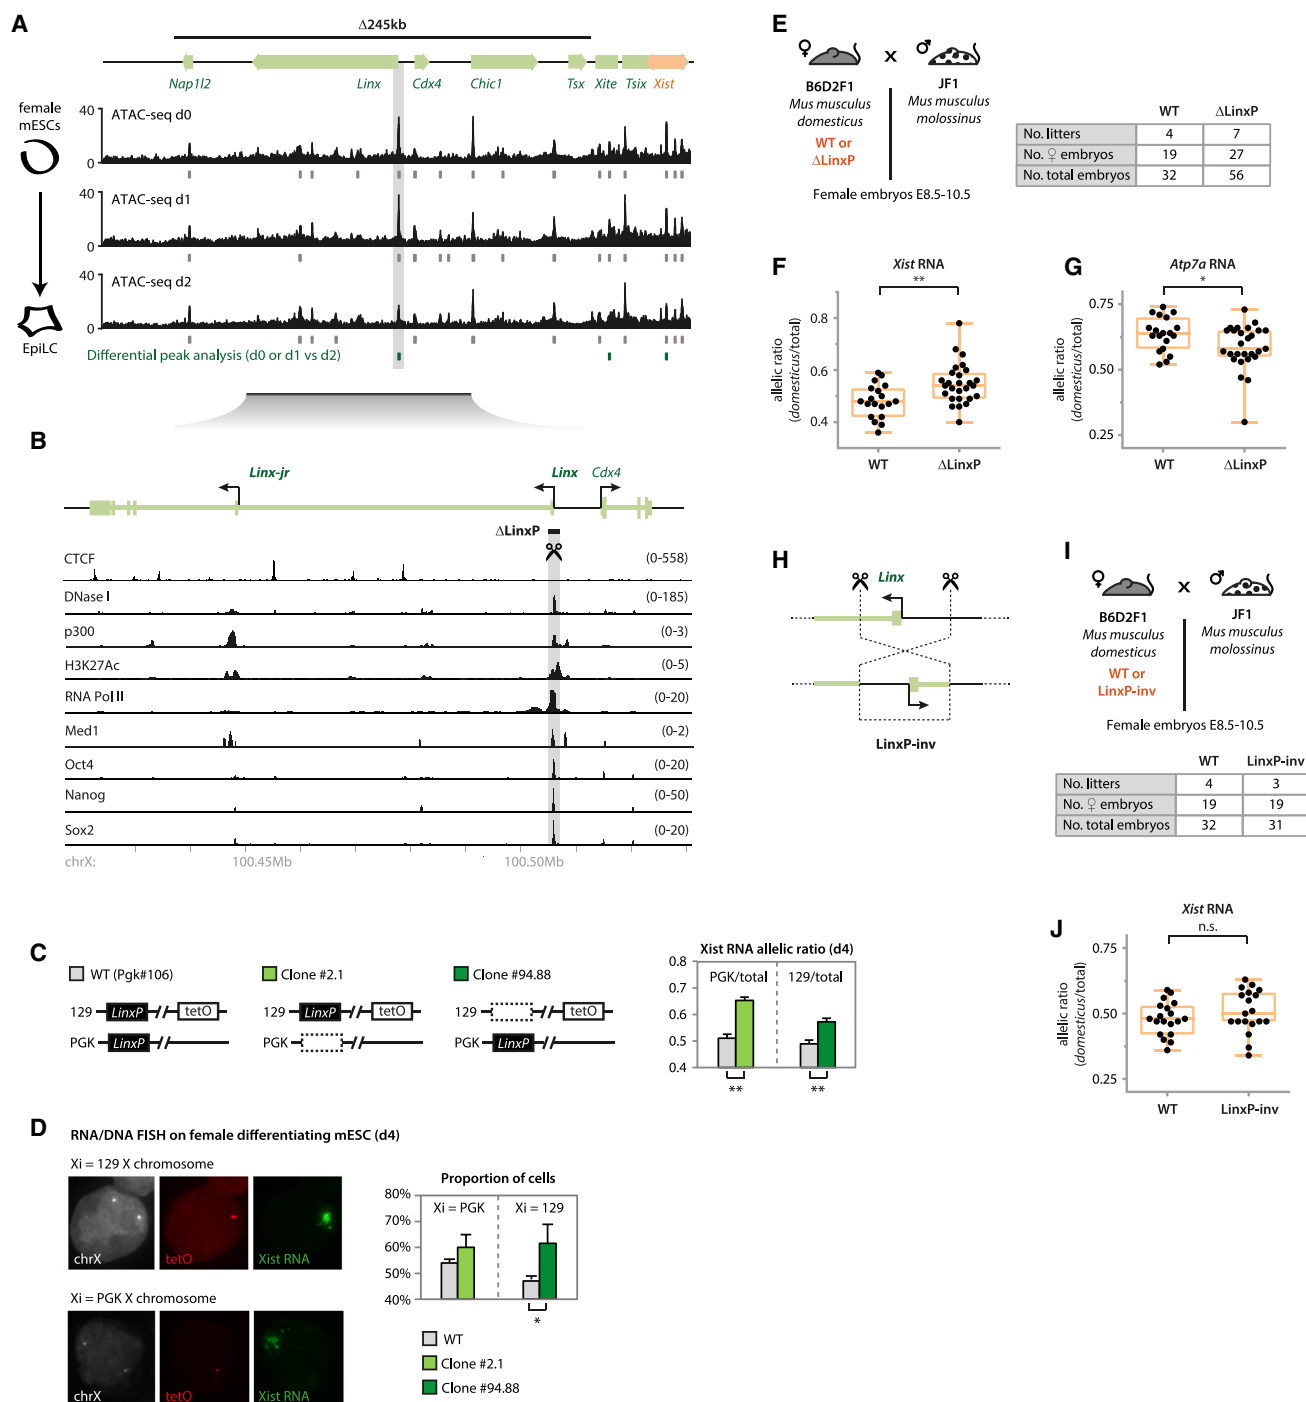 A
Δ245kb
Nap1l2
Linx
Cdx4
Chic1
Tsx
Xite
Tsix
Xist
female
mESCs
EpiLC
40
ATAC-seq d0
0
40
ATAC-seq d1
0
40
ATAC-seq d2
0
Differential peak analysis (d0 or d1 vs d2)
B
Linx-jr
Linx
Cdx4
ΔLinxP
CTCF (0-558)
DNase I (0-185)
p300 (0-3)
H3K27Ac (0-5)
RNA Pol II (0-20)
Med1 (0-2)
Oct4 (0-20)
Nanog (0-50)
Sox2 (0-20)
chrX: 100.45Mb 100.50Mb
C
WT (Pgk#106)
Clone #2.1
Clone #94.88
129 LinxP tetO
PGK LinxP
129 LinxP tetO
PGK
129 tetO
PGK LinxP
Xist RNA allelic ratio (d4)
PGK/total 129/total
0.8
0.7
0.6
0.5
0.4
** **
D
RNA/DNA FISH on female differentiating mESC (d4)
Xi = 129 X chromosome
chrX tetO Xist RNA
Xi = PGK X chromosome
chrX tetO Xist RNA
Proportion of cells
Xi = PGK Xi = 129
80%
70%
60%
50%
40%
*
WT
Clone #2.1
Clone #94.88
E
♀ x ♂
B6D2F1
Mus musculus
domesticus
WT or
ΔLinxP
JF1
Mus musculus
molossinus
Female embryos E8.5-10.5
WT ΔLinxP
No. litters 4 7
No. ♀ embryos 19 27
No. total embryos 32 56
F
Xist RNA
**
allelic ratio
(domesticus/total)
0.8
0.6
0.4
WT ΔLinxP
G
Atp7a RNA
*
allelic ratio
(domesticus/total)
0.75
0.50
0.25
WT ΔLinxP
H
Linx
LinxP-inv
I
♀ x ♂
B6D2F1
Mus musculus
domesticus
WT or
LinxP-inv
JF1
Mus musculus
molossinus
Female embryos E8.5-10.5
WT LinxP-inv
No. litters 4 3
No. ♀ embryos 19 19
No. total embryos 32 31
J
Xist RNA
n.s.
allelic ratio
(domesticus/total)
0.75
0.50
0.25
WT LinxP-inv